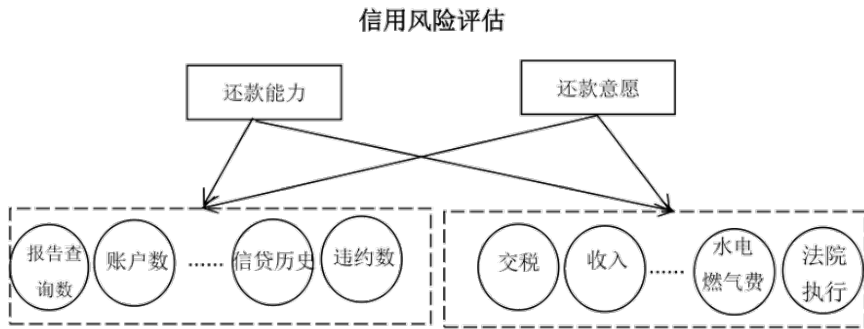 信用风险评估
还款能力
还款意愿
报告查
询数
账户数
……
信贷历史
违约数
交税
收入
……
水电
燃气费
法院
执行